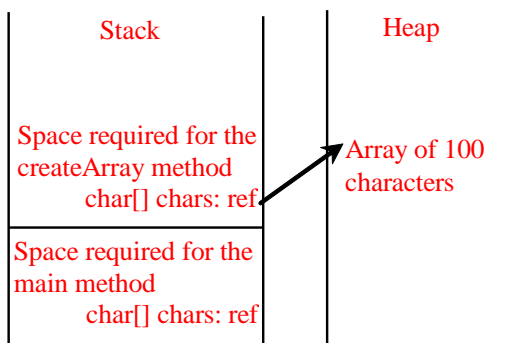 Stack
Heap
Space required for the
createArray method
char[] chars: ref
Array of 100
characters
Space required for the
main method
char[] chars: ref